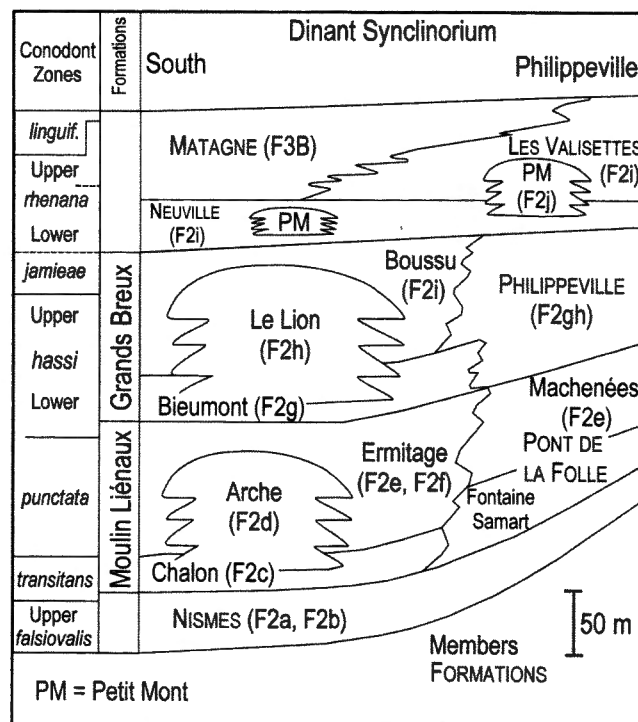 Conodont
Zones
Formations
Dinant Synclinorium
South
Philippeville
linguif.
Upper
rhenana
Lower
jamieae
Upper
hassi
Lower
punctata
transitans
Upper
falsiovalis
Grands Breux
Moulin Liénaux
MATAGNE (F3B)
LES VALISETTES
(F2i)
PM
(F2j)
NEUVILLE
(F2i)
PM
Boussu
(F2i)
PHILIPPEVILLE
(F2gh)
Le Lion
(F2h)
Bieumont (F2g)
Machenées
(F2e)
Ermitage
(F2e, F2f)
PONT DE
LA FOLLE
Fontaine
Samart
Arche
(F2d)
Chalon (F2c)
NISMES (F2a, F2b)
50 m
Members
FORMATIONS
PM = Petit Mont